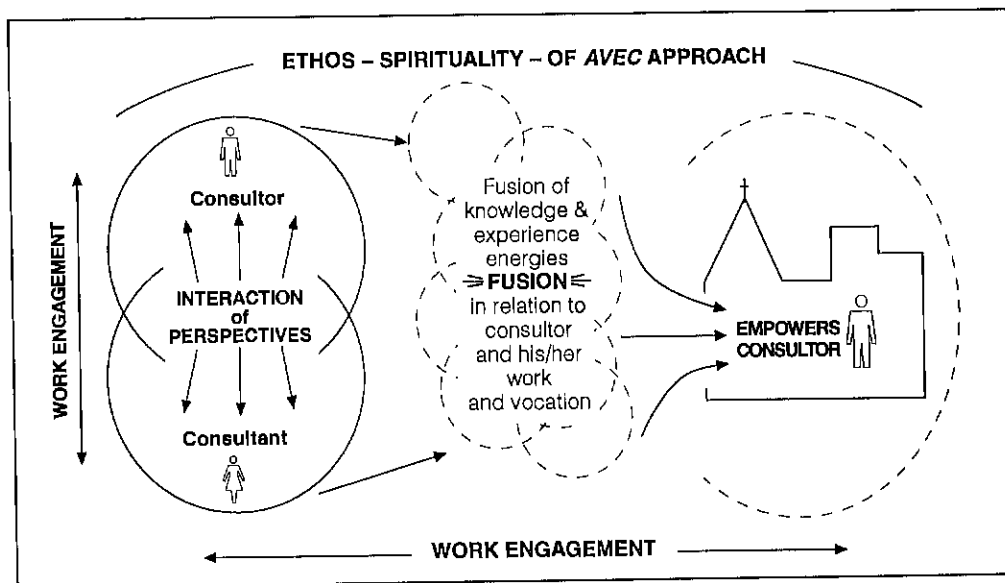 ETHOS – SPIRITUALITY – OF AVEC APPROACH
WORK ENGAGEMENT
Consultor
INTERACTION
of
PERSPECTIVES
Consultant
Fusion of
knowledge &
experience
energies
FUSION
in relation to
consultor
and his/her
work
and vocation
EMPOWERS
CONSULTOR
WORK ENGAGEMENT